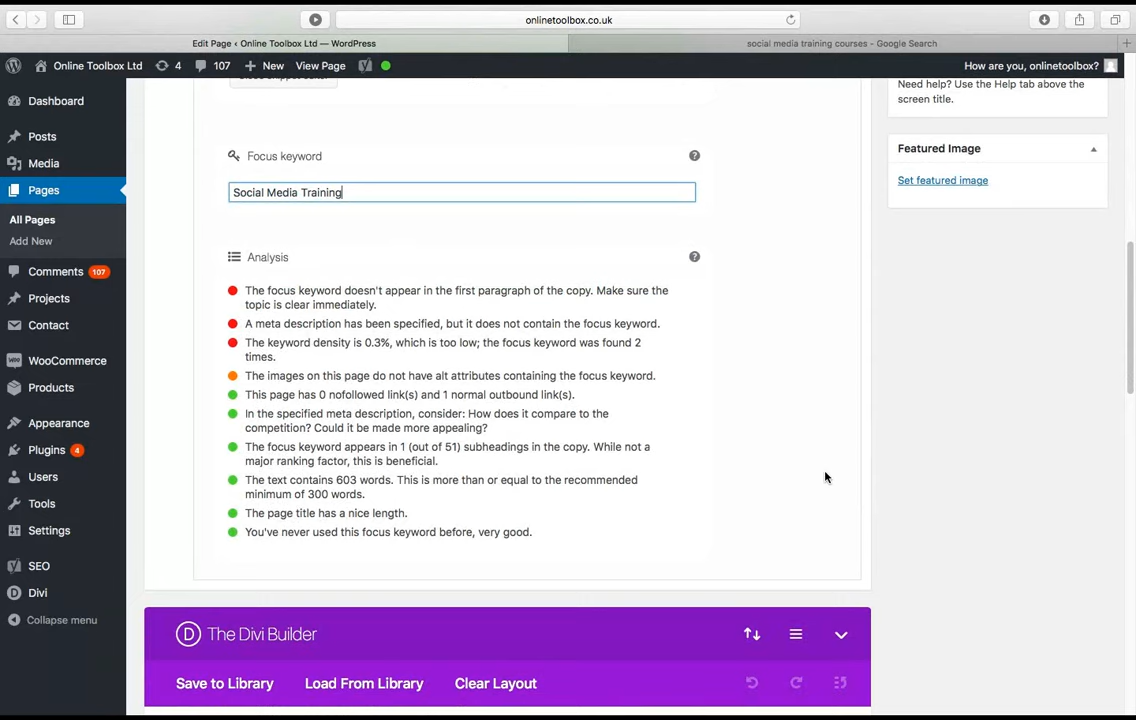 onlinetoolbox.co.uk
Edit Page ‹ Online Toolbox Ltd — WordPress
social media training courses - Google Search
Online Toolbox Ltd
4
107
New
View Page
How are you, onlinetoolbox?
Dashboard
Posts
Media
Pages
All Pages
Add New
Comments 107
Projects
Contact
WooCommerce
Products
Appearance
Plugins 4
Users
Tools
Settings
SEO
Divi
Collapse menu
Focus keyword
Social Media Training
Analysis
The focus keyword doesn't appear in the first paragraph of the copy. Make sure the
topic is clear immediately.
A meta description has been specified, but it does not contain the focus keyword.
The keyword density is 0.3%, which is too low; the focus keyword was found 2
times.
The images on this page do not have alt attributes containing the focus keyword.
This page has 0 nofollowed link(s) and 1 normal outbound link(s).
In the specified meta description, consider: How does it compare to the
competition? Could it be made more appealing?
The focus keyword appears in 1 (out of 51) subheadings in the copy. While not a
major ranking factor, this is beneficial.
The text contains 603 words. This is more than or equal to the recommended
minimum of 300 words.
The page title has a nice length.
You've never used this focus keyword before, very good.
D The Divi Builder
Save to Library
Load From Library
Clear Layout
Need help? Use the Help tab above the
screen title.
Featured Image
Set featured image